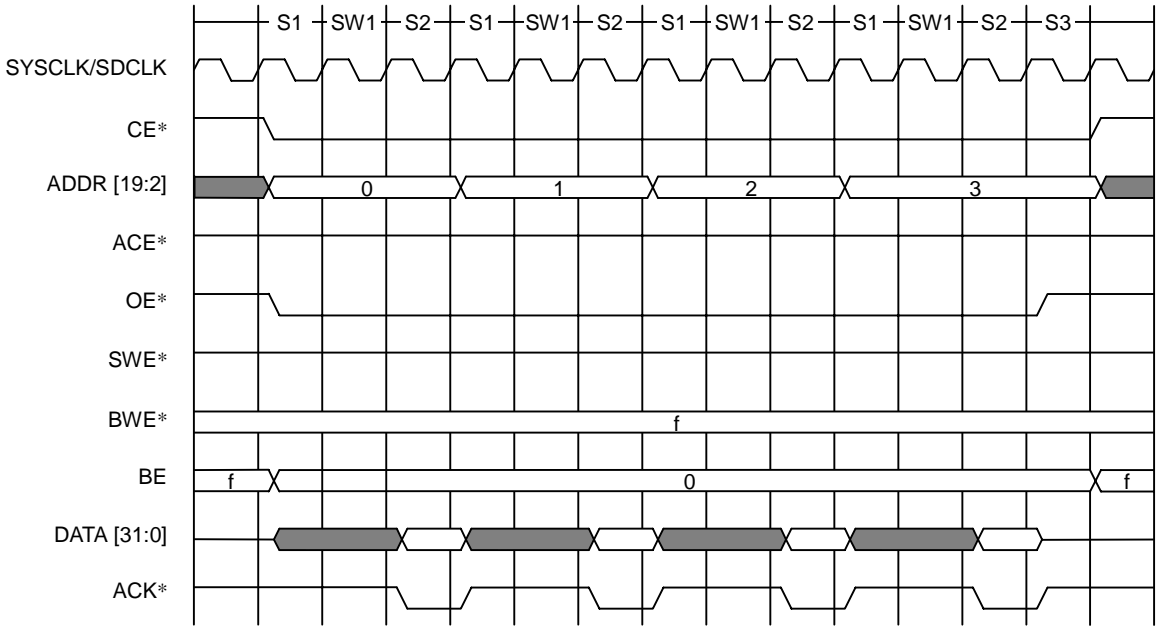 S1 SW1 S2 S1 SW1 S2 S1 SW1 S2 S1 SW1 S2 S3
SYSCLK/SDCLK
CE*
ADDR [19:2] 0 1 2 3
ACE*
OE*
SWE*
BWE* f
BE f 0 f
DATA [31:0]
ACK*